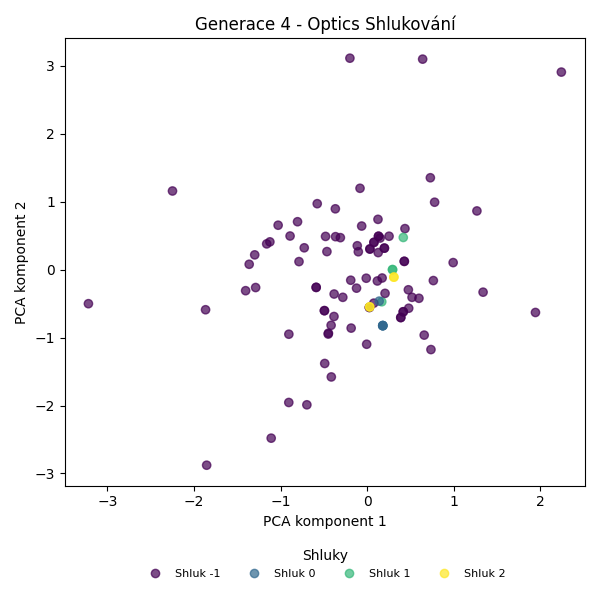 Generace 4 - Optics Shlukování
3
2
1
0
−1
−2
−3
PCA komponent 2
−3 −2 −1 0 1 2
PCA komponent 1
Shluky
Shluk -1 Shluk 0 Shluk 1 Shluk 2